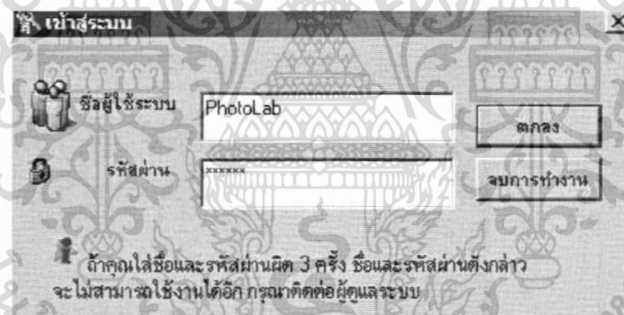 เข้าสู่ระบบ
ชื่อผู้ใช้ระบบ PhotoLab
ตกลง
รหัสผ่าน xxxxxx
จบการทำงาน
ถ้าคุณใส่ชื่อและรหัสผ่านผิด 3 ครั้ง ชื่อและรหัสผ่านดังกล่าว
จะไม่สามารถใช้งานได้อีก กรุณาติดต่อผู้ดูแลระบบ